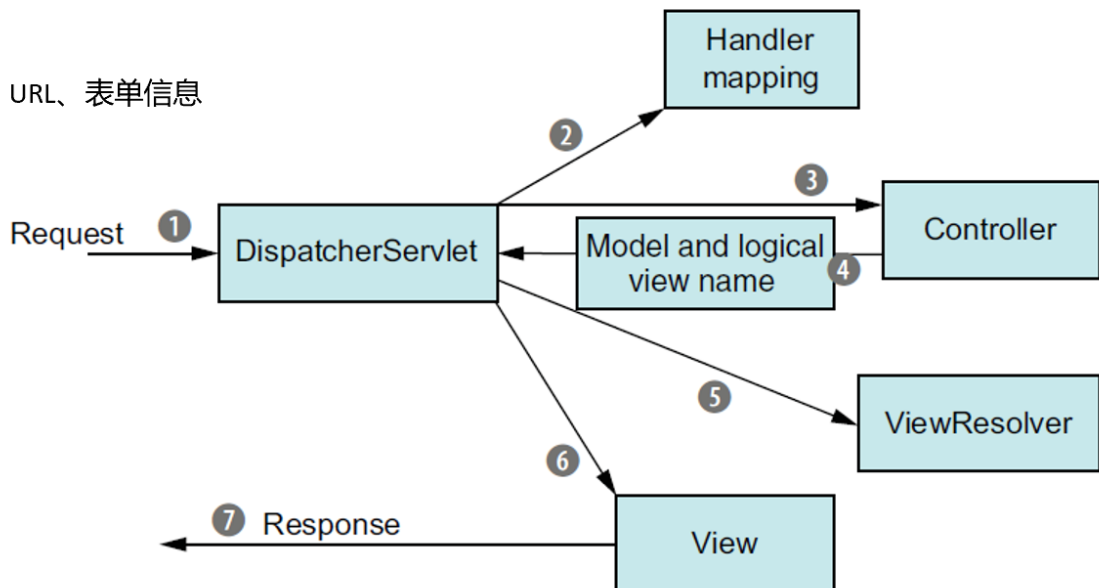 Handler
mapping
URL、表单信息
2
3
Request
1
DispatcherServlet
Model and logical
view name
4
Controller
5
ViewResolver
6
7
Response
View